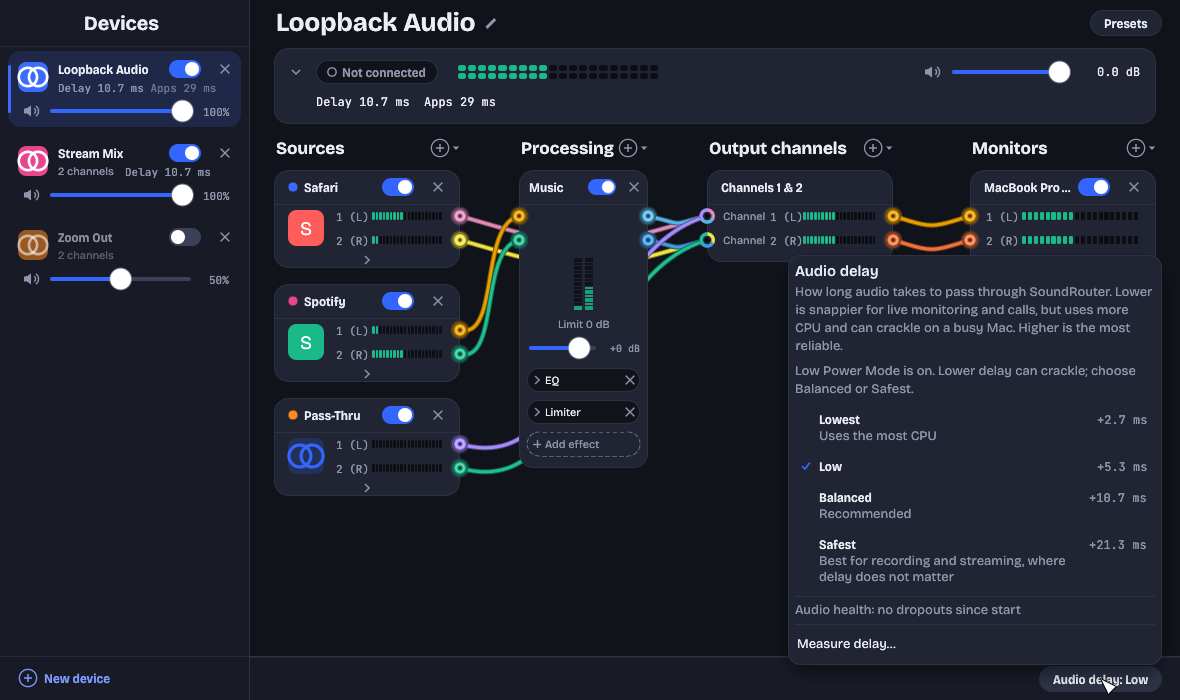 Devices
Loopback Audio
Delay 10.7 ms Apps 29 ms
100%
Stream Mix
2 channels Delay 10.7 ms
100%
Zoom Out
2 channels
50%
New device
Loopback Audio
Presets
Not connected
0.0 dB
Delay 10.7 ms Apps 29 ms
Sources
Safari
S
1 (L)
2 (R)
Spotify
S
1 (L)
2 (R)
Pass-Thru
1 (L)
2 (R)
Processing
Music
Limit 0 dB
+0 dB
EQ
Limiter
+ Add effect
Output channels
Channels 1 & 2
Channel 1 (L)
Channel 2 (R)
Monitors
MacBook Pro...
1 (L)
2 (R)
Audio delay
How long audio takes to pass through SoundRouter. Lower
is snappier for live monitoring and calls, but uses more
CPU and can crackle on a busy Mac. Higher is the most
reliable.
Low Power Mode is on. Lower delay can crackle; choose
Balanced or Safest.
Lowest +2.7 ms
Uses the most CPU
Low +5.3 ms
Balanced +10.7 ms
Recommended
Safest +21.3 ms
Best for recording and streaming, where
delay does not matter
Audio health: no dropouts since start
Measure delay...
Audio delay: Low